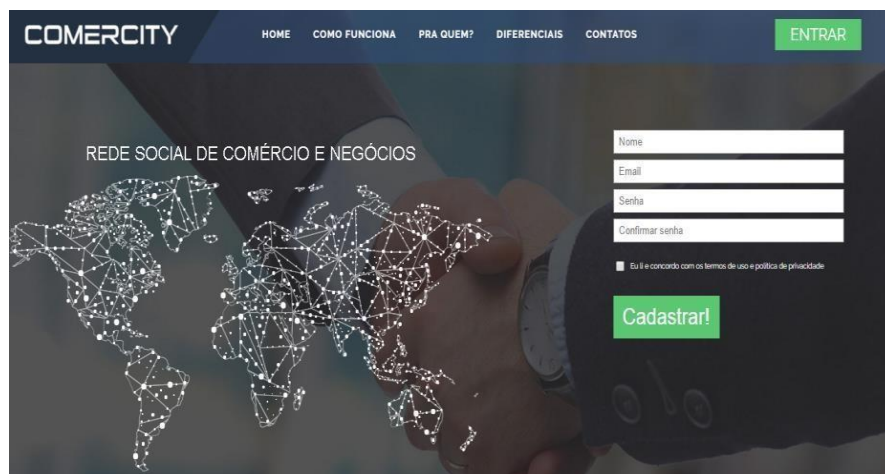 COMERCITY
HOME COMO FUNCIONA PRA QUEM? DIFERENCIAIS CONTATOS
ENTRAR
REDE SOCIAL DE COMÉRCIO E NEGÓCIOS
Nome
Email
Senha
Confirmar senha
Eu li e concordo com os termos de uso e politica de privacidade
Cadastrar!